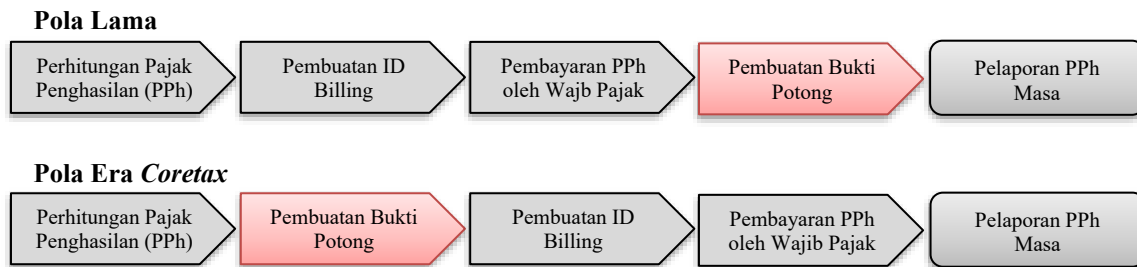 Pola Lama
Perhitungan Pajak
Penghasilan (PPh)
Pembuatan ID
Billing
Pembayaran PPh
oleh Wajb Pajak
Pembuatan Bukti
Potong
Pelaporan PPh
Masa
Pola Era Coretax
Perhitungan Pajak
Penghasilan (PPh)
Pembuatan Bukti
Potong
Pembuatan ID
Billing
Pembayaran PPh
oleh Wajib Pajak
Pelaporan PPh
Masa